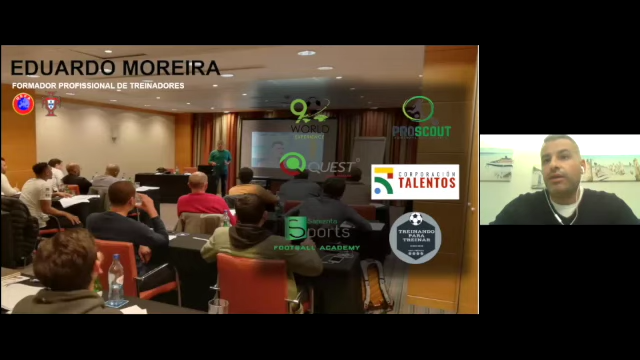 EDUARDO MOREIRA
FORMADOR PROFISSIONAL DE TREINADORES
WORLD
PROSCOUT
QUEST
CORPORACIÓN
TALENTOS
Sports
FOOTBALL ACADEMY
TREINANDO
PARA
TREINAR